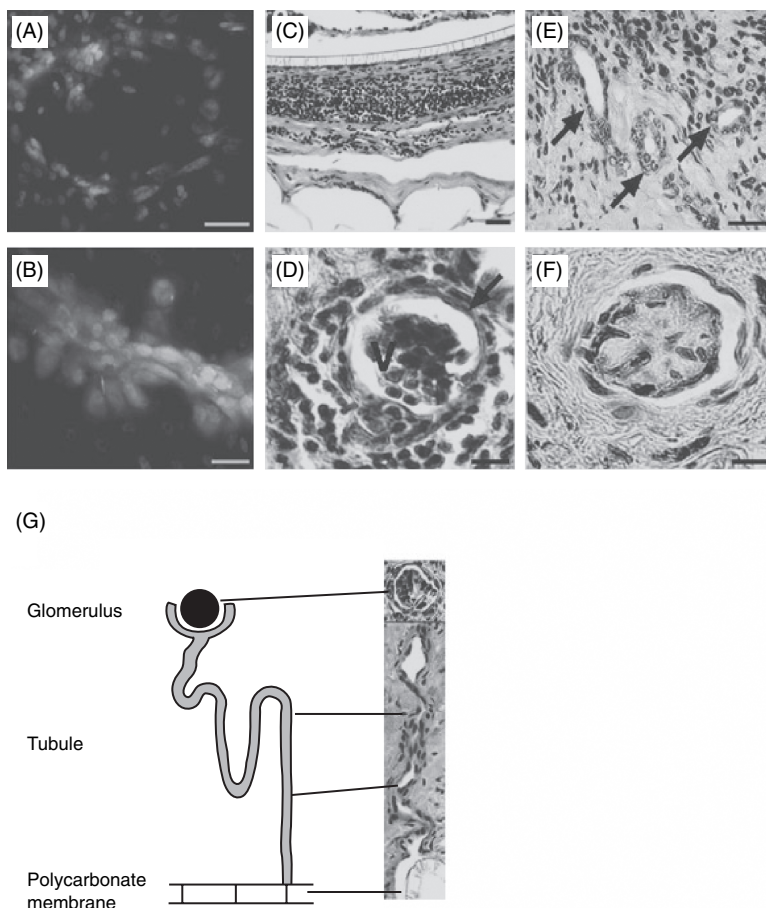 (A)
(C)
(E)
(B)
(D)
V
(F)
(G)
Glomerulus
Tubule
Polycarbonate
membrane